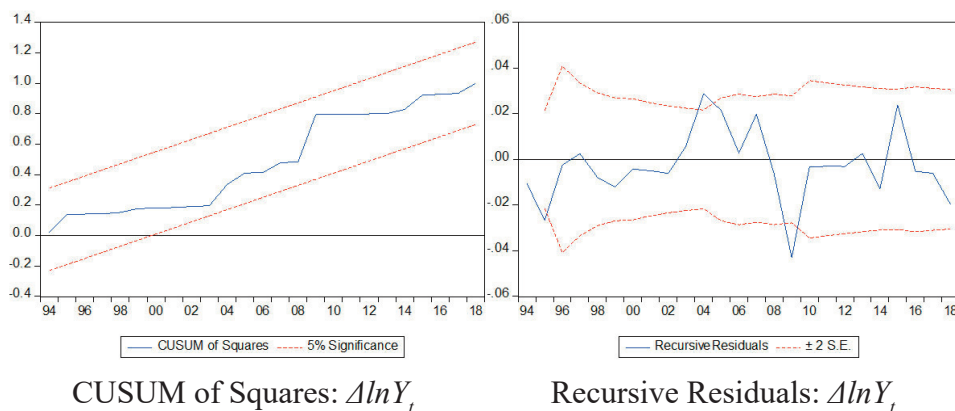 1.4
1.2
1.0
0.8
0.6
0.4
0.2
0.0
-0.2
-0.4
94 96 98 00 02 04 06 08 10 12 14 16 18
CUSUM of Squares 5% Significance
CUSUM of Squares: ΔlnYt
.06
.04
.02
.00
-.02
-.04
-.06
94 96 98 00 02 04 06 08 10 12 14 16 18
Recursive Residuals ± 2 S.E.
Recursive Residuals: ΔlnYt